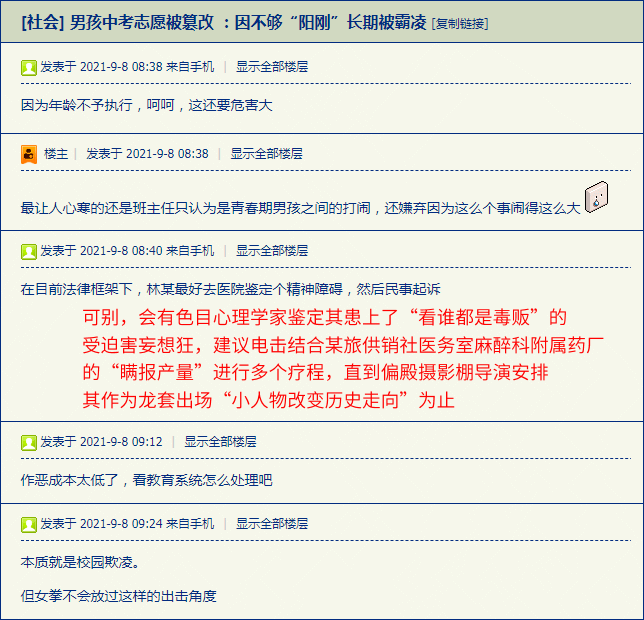 [社会] 男孩中考志愿被篡改 ：因不够“阳刚”长期被霸凌 [复制链接]
发表于 2021-9-8 08:38 来自手机 | 显示全部楼层
因为年龄不予执行，呵呵，这还要危害大
楼主 | 发表于 2021-9-8 08:38 | 显示全部楼层
最让人心寒的还是班主任只认为是青春期男孩之间的打闹，还嫌弃因为这么个事闹得这么大
发表于 2021-9-8 08:40 来自手机 | 显示全部楼层
在目前法律框架下，林某最好去医院鉴定个精神障碍，然后民事起诉
可别，会有色目心理学家鉴定其患上了“看谁都是毒贩”的
受迫害妄想狂，建议电击结合某旅供销社医务室麻醉科附属药厂
的“瞒报产量”进行多个疗程，直到偏殿摄影棚导演安排
其作为龙套出场“小人物改变历史走向”为止
发表于 2021-9-8 09:12 | 显示全部楼层
作恶成本太低了，看教育系统怎么处理吧
发表于 2021-9-8 09:24 来自手机 | 显示全部楼层
本质就是校园欺凌。
但女拳不会放过这样的出击角度